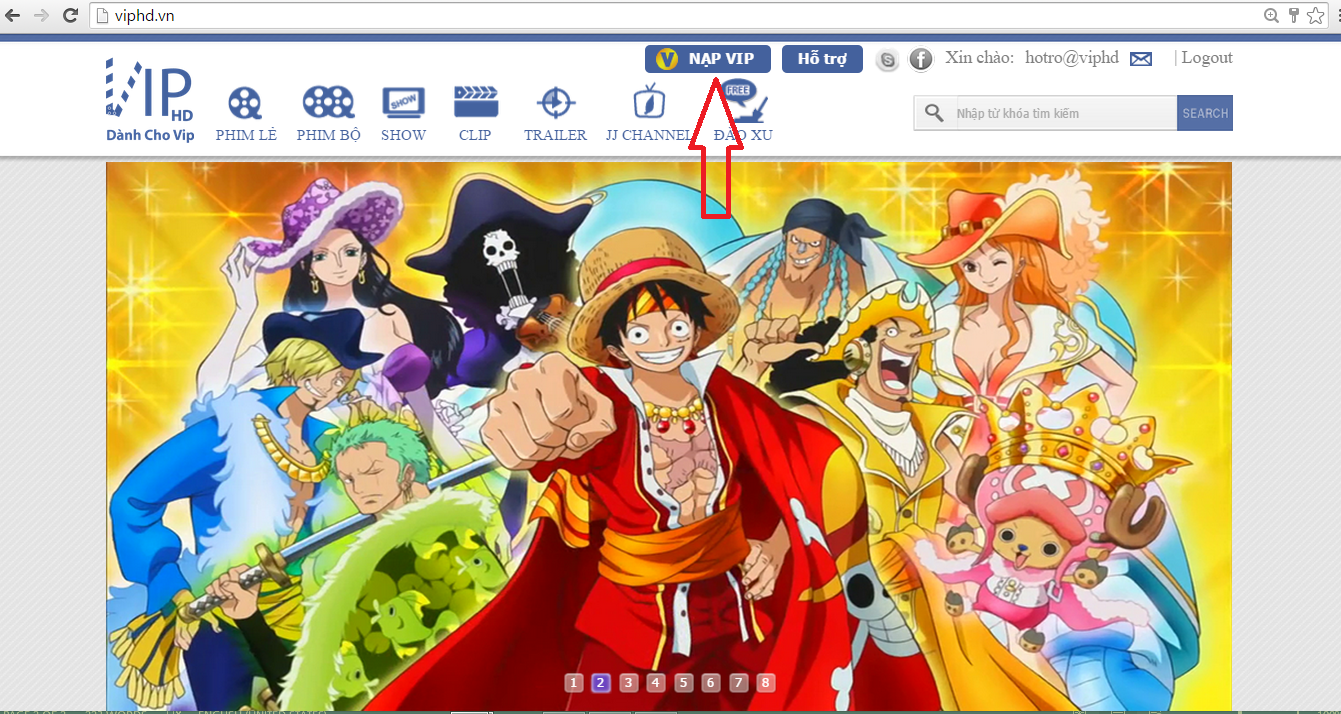 viphd.vn
NẠP VIP
Hỗ trợ
Xin chào: hotro@viphd | Logout
VIP
HD
Dành Cho Vip
PHIM LẺ
PHIM BỘ
SHOW
SHOW
CLIP
TRAILER
JJ CHANNEL
FREE
ĐÀO XU
Nhập từ khóa tìm kiếm
SEARCH
1 2 3 4 5 6 7 8